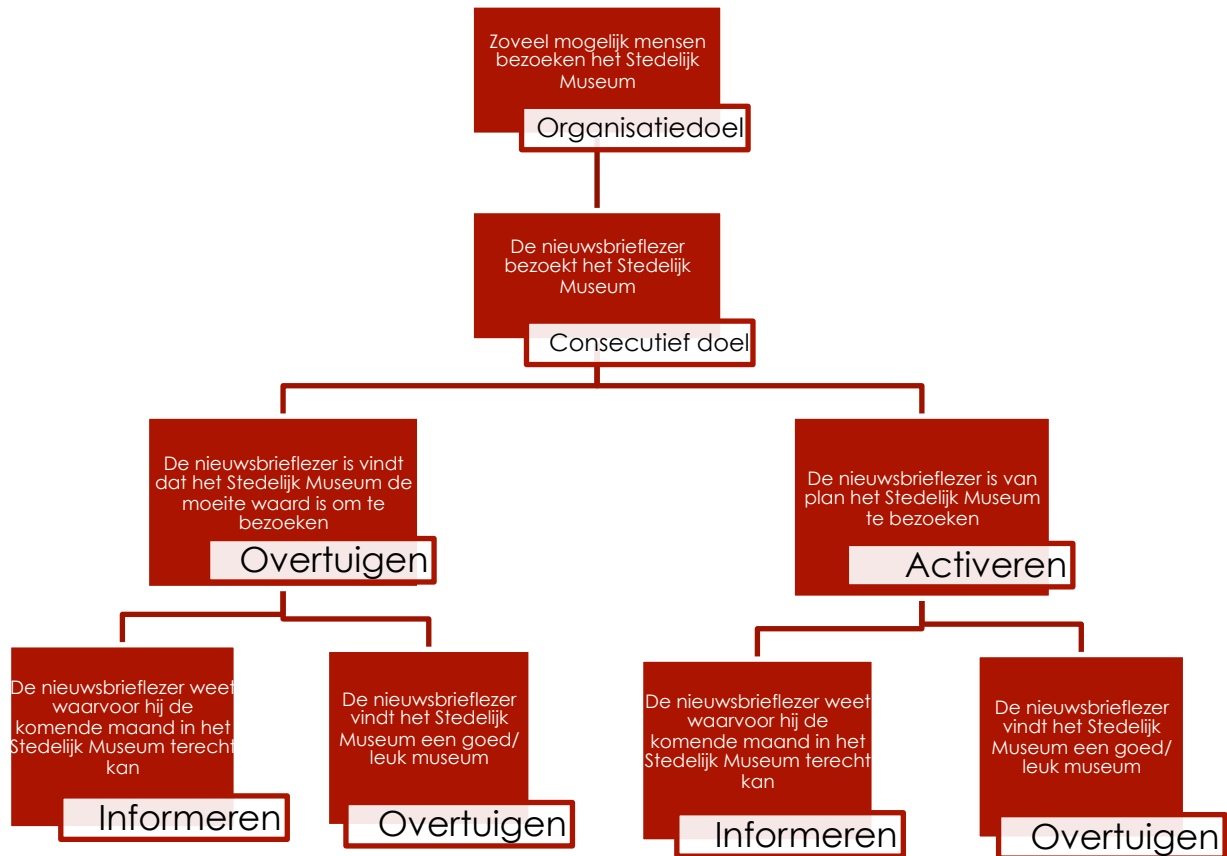 Zoveel mogelijk mensen
bezoeken het Stedelijk
Museum
Organisatiedoel
De nieuwsbrieflezer
bezoekt het Stedelijk
Museum
Consecutief doel
De nieuwsbrieflezer is vindt
dat het Stedelijk Museum de
moeite waard is om te
bezoeken
Overtuigen
De nieuwsbrieflezer is van
plan het Stedelijk Museum
te bezoeken
Activeren
De nieuwsbrieflezer weet
waarvoor hij de
komende maand in het
Stedelijk Museum terecht
kan
Informeren
De nieuwsbrieflezer
vindt het Stedelijk
Museum een goed/
leuk museum
Overtuigen
De nieuwsbrieflezer weet
waarvoor hij de
komende maand in het
Stedelijk Museum terecht
kan
Informeren
De nieuwsbrieflezer
vindt het Stedelijk
Museum een goed/
leuk museum
Overtuigen